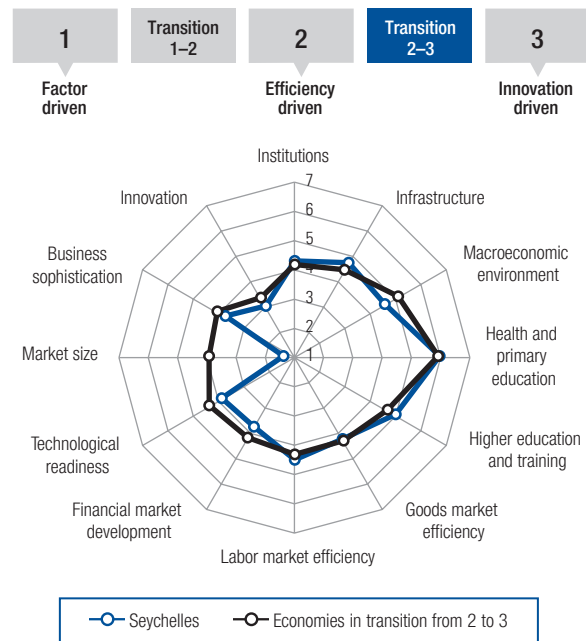 1
Transition
1–2
2
Transition
2–3
3
Factor
driven
Efficiency
driven
Innovation
driven
Institutions
Infrastructure
Macroeconomic
environment
Health and
primary
education
Higher education
and training
Goods market
efficiency
Labor market efficiency
Financial market
development
Technological
readiness
Market size
Business
sophistication
Innovation
7
6
5
4
3
2
1
Seychelles
Economies in transition from 2 to 3